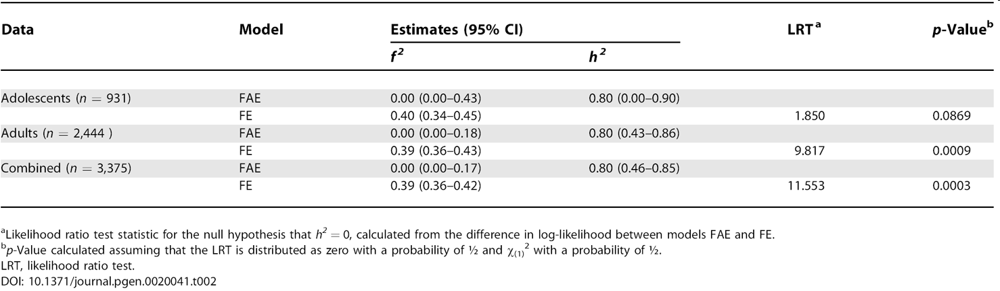 Data Model Estimates (95% CI) LRTᵃ p-Valueᵇ
f² h²
Adolescents (n = 931) FAE 0.00 (0.00–0.43) 0.80 (0.00–0.90)
FE 0.40 (0.34–0.45) 1.850 0.0869
Adults (n = 2,444 ) FAE 0.00 (0.00–0.18) 0.80 (0.43–0.86)
FE 0.39 (0.36–0.43) 9.817 0.0009
Combined (n = 3,375) FAE 0.00 (0.00–0.17) 0.80 (0.46–0.85)
FE 0.39 (0.36–0.42) 11.553 0.0003
ᵃLikelihood ratio test statistic for the null hypothesis that h² = 0, calculated from the difference in log-likelihood between models FAE and FE.
ᵇp-Value calculated assuming that the LRT is distributed as zero with a probability of ½ and χ₍₁₎² with a probability of ½.
LRT, likelihood ratio test.
DOI: 10.1371/journal.pgen.0020041.t002